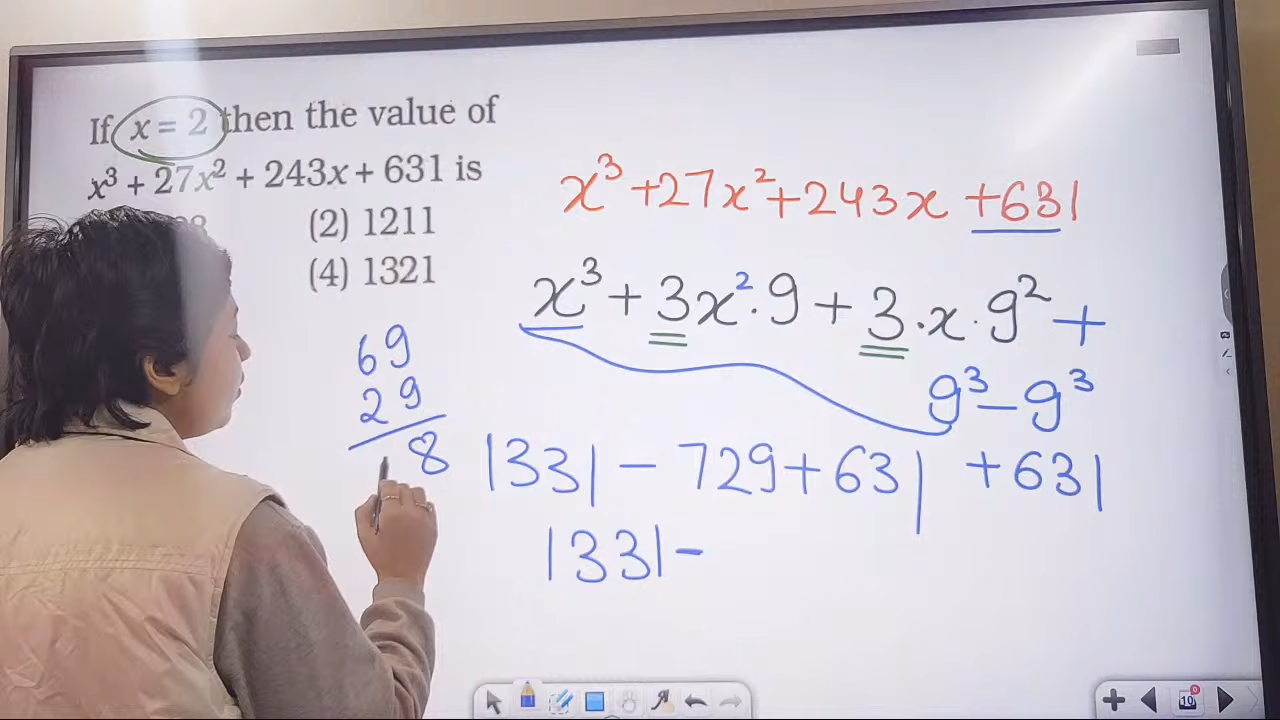 If x = 2 then the value of
x³ + 27x² + 243x + 631 is
(2) 1211
(4) 1321
x³ + 27x² + 243x + 631
x³ + 3x²·9 + 3·x·9² +
9³ – 9³
1331 – 729 + 631 + 631
1331 –
69
29
8
10